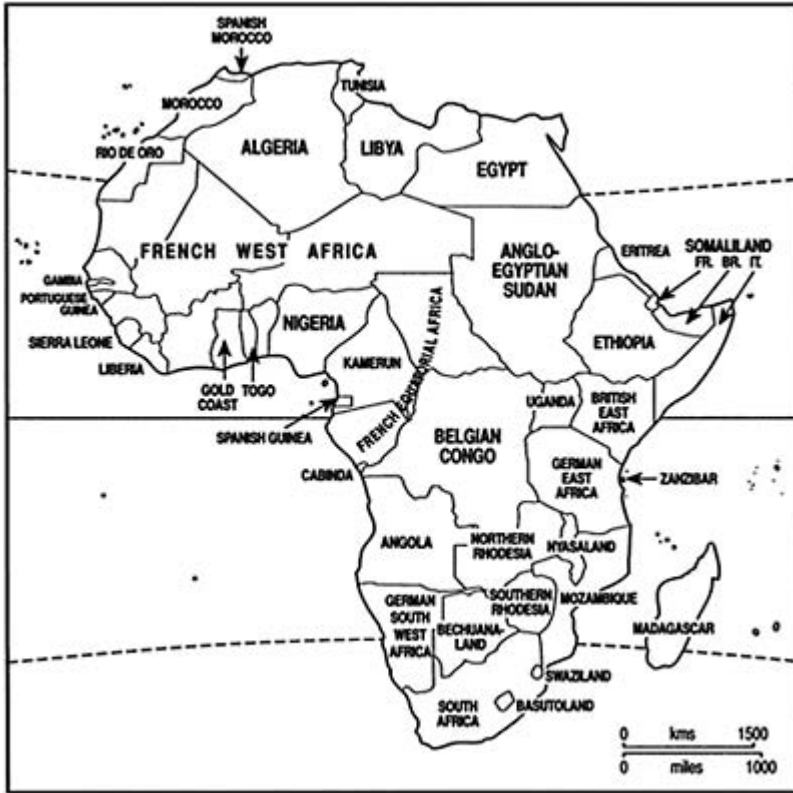 SPANISH
MOROCCO
TUNISIA
MOROCCO
RIO DE ORO
ALGERIA
LIBYA
EGYPT
FRENCH WEST AFRICA
ANGLO-
EGYPTIAN
SUDAN
ERITREA
SOMALILAND
FR. BR. IT.
GAMBIA
PORTUGUESE
GUINEA
SIERRA LEONE
LIBERIA
GOLD
COAST
TOGO
NIGERIA
KAMERUN
FRENCH EQUATORIAL AFRICA
ETHIOPIA
SPANISH GUINEA
UGANDA
BRITISH
EAST
AFRICA
BELGIAN
CONGO
CABINDA
GERMAN
EAST
AFRICA
ZANZIBAR
ANGOLA
NORTHERN
RHODESIA
NYASALAND
GERMAN
SOUTH
WEST
AFRICA
BECHUANA-
LAND
SOUTHERN
RHODESIA
MOZAMBIQUE
MADAGASCAR
SWAZILAND
SOUTH
AFRICA
BASUTOLAND
0 kms 1500
0 miles 1000